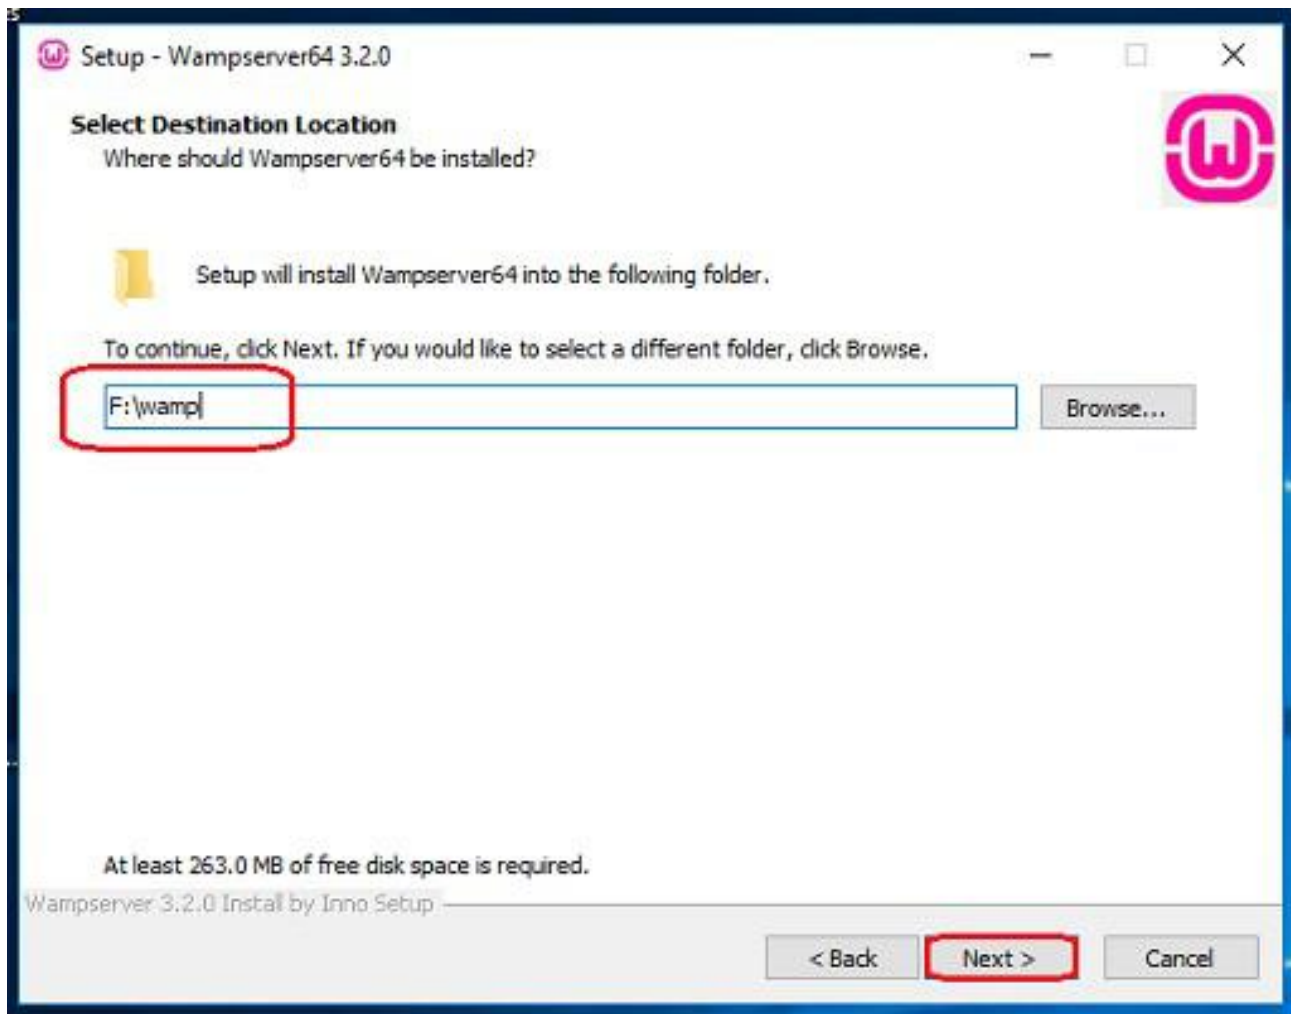 Setup - Wampserver64 3.2.0
Select Destination Location
Where should Wampserver64 be installed?
Setup will install Wampserver64 into the following folder.
To continue, click Next. If you would like to select a different folder, click Browse.
F:\wamp
Browse...
At least 263.0 MB of free disk space is required.
Wampserver 3.2.0 Install by Inno Setup
< Back
Next >
Cancel